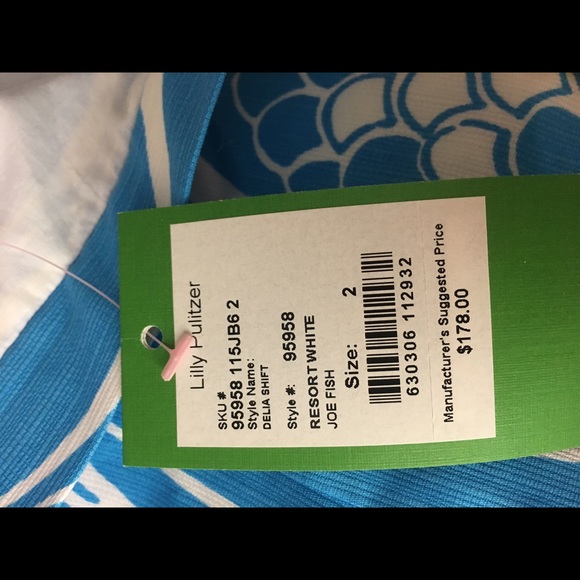 Lilly Pulitzer
SKU #
95958 115JB6 2
Style Name:
DELIA SHIFT
Style #: 95958
RESORT WHITE
JOE FISH
Size: 2
630306 112932
Manufacturer's Suggested Price
$178.00